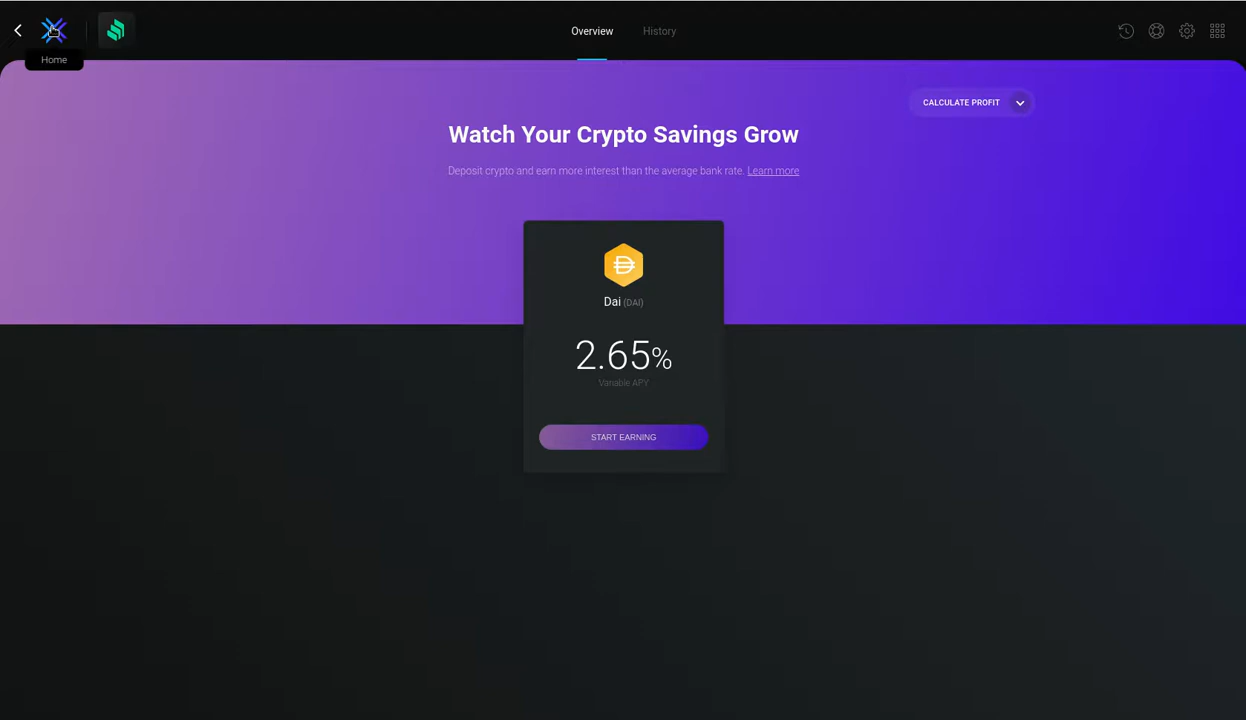 Overview
History
Home
CALCULATE PROFIT
Watch Your Crypto Savings Grow
Deposit crypto and earn more interest than the average bank rate. Learn more
Dai (DAI)
2.65%
Variable APY
START EARNING